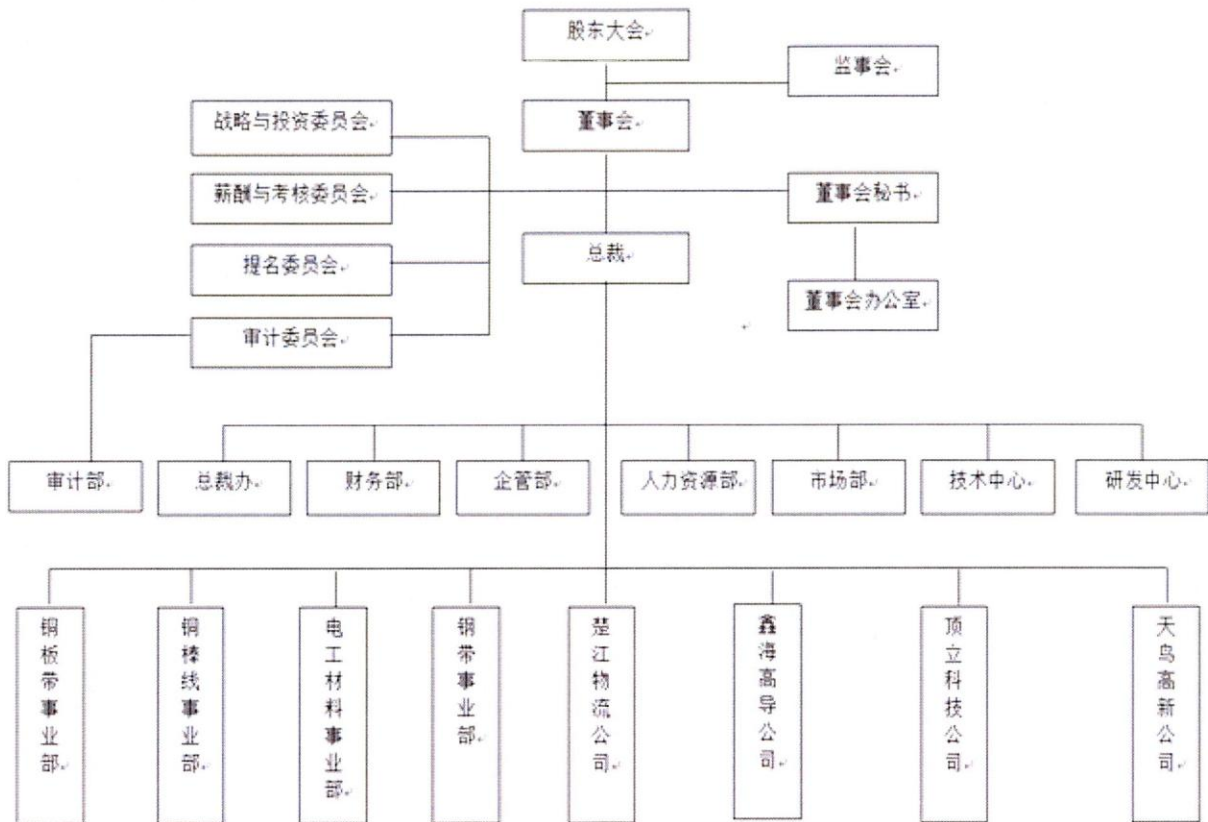 股东大会
监事会
战略与投资委员会
董事会
薪酬与考核委员会
董事会秘书
提名委员会
总裁
董事会办公室
审计委员会
审计部
总裁办
财务部
企管部
人力资源部
市场部
技术中心
研发中心
铜板带事业部
铜棒线事业部
电工材料事业部
钢带事业部
楚江物流公司
鑫海高导公司
顶立科技公司
天鸟高新公司